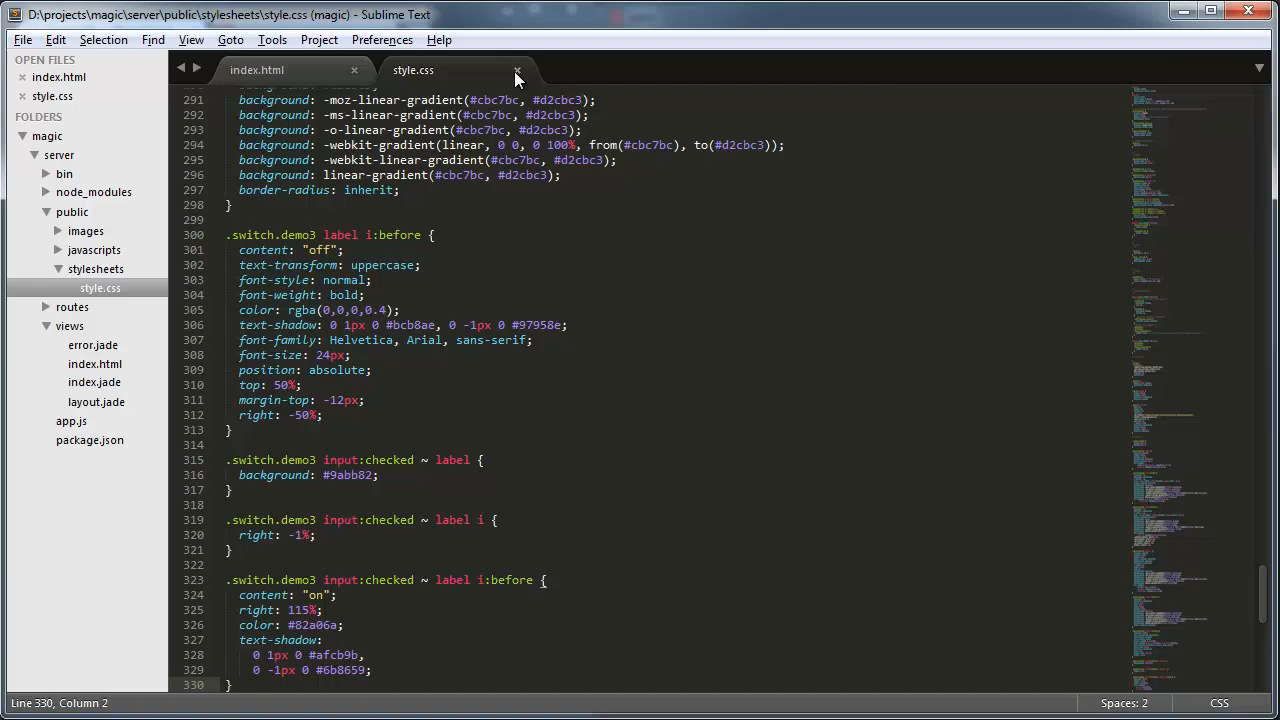 D:\projects\magic\server\public\stylesheets\style.css (magic) - Sublime Text
File Edit Selection Find View Goto Tools Project Preferences Help
OPEN FILES
index.html
style.css
FOLDERS
magic
server
bin
node_modules
public
images
javascripts
stylesheets
style.css
routes
views
error.jade
index.html
index.jade
layout.jade
app.js
package.json
index.html style.css
291 background: -moz-linear-gradient(#cbc7bc, #d2cbc3);
292 background: -ms-linear-gradient(#cbc7bc, #d2cbc3);
293 background: -o-linear-gradient(#cbc7bc, #d2cbc3);
294 background: -webkit-gradient(linear, 0 0, 0 100%, from(#cbc7bc), to(#d2cbc3));
295 background: -webkit-linear-gradient(#cbc7bc, #d2cbc3);
296 background: linear-gradient(#cbc7bc, #d2cbc3);
297 border-radius: inherit;
298 }
299
300 .switch.demo3 label i:before {
301 content: "off";
302 text-transform: uppercase;
303 font-style: normal;
304 font-weight: bold;
305 color: rgba(0,0,0,0.4);
306 text-shadow: 0 1px 0 #bcb8ae, 0 -1px 0 #97958e;
307 font-family: Helvetica, Arial, sans-serif;
308 font-size: 24px;
309 position: absolute;
310 top: 50%;
311 margin-top: -12px;
312 right: -50%;
313 }
314
315 .switch.demo3 input:checked ~ label {
316 background: #9abb82;
317 }
318
319 .switch.demo3 input:checked ~ label i {
320 right: -1%;
321 }
322
323 .switch.demo3 input:checked ~ label i:before {
324 content: "on";
325 right: 115%;
326 color: #82a06a;
327 text-shadow:
328 0 1px 0 #afcb9b,
329 0 -1px 0 #6b8659;
330 }
Line 330, Column 2 Spaces: 2 CSS